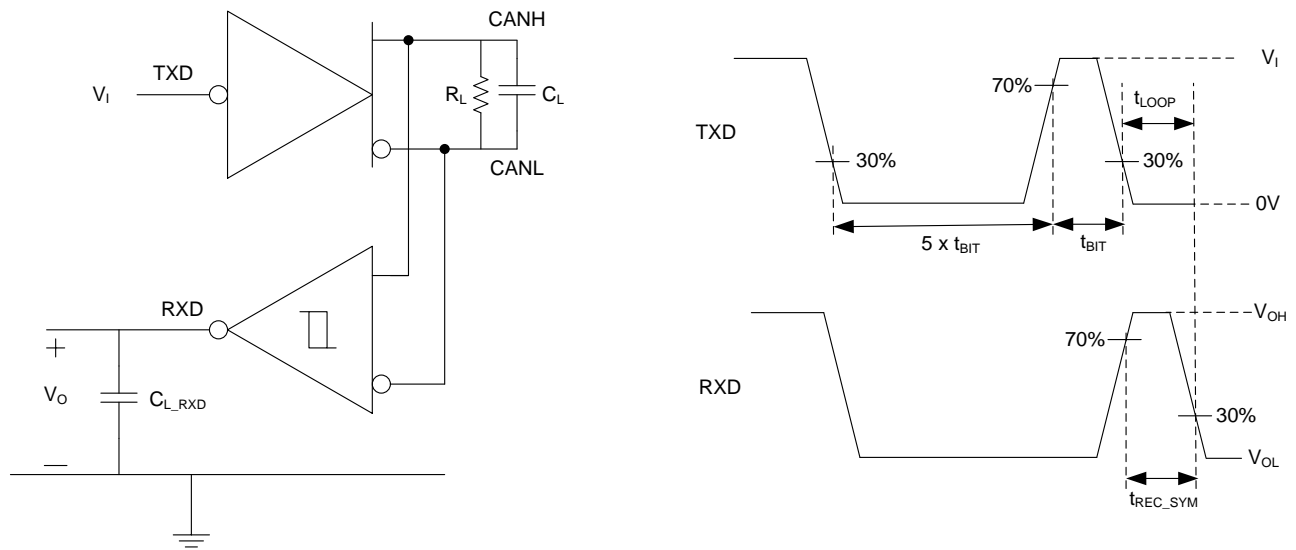 CANH
TXD
V_I
R_L
C_L
CANL
RXD
+
V_O
C_L_RXD
—
V_I
70%
t_LOOP
TXD
30%
30%
0V
5 x t_BIT
t_BIT
V_OH
70%
RXD
30%
V_OL
t_REC_SYM